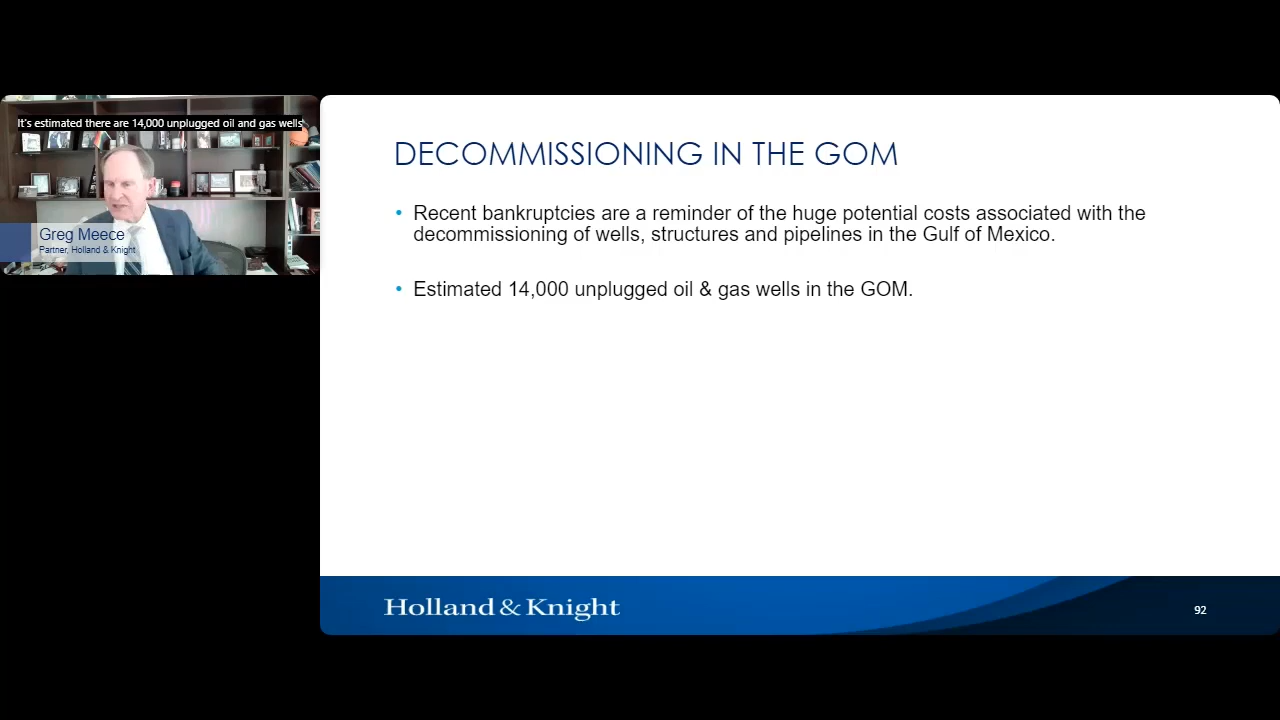 It's estimated there are 14,000 unplugged oil and gas wells
Greg Meece
Partner, Holland & Knight
DECOMMISSIONING IN THE GOM
• Recent bankruptcies are a reminder of the huge potential costs associated with the
decommissioning of wells, structures and pipelines in the Gulf of Mexico.
• Estimated 14,000 unplugged oil & gas wells in the GOM.
Holland & Knight
92